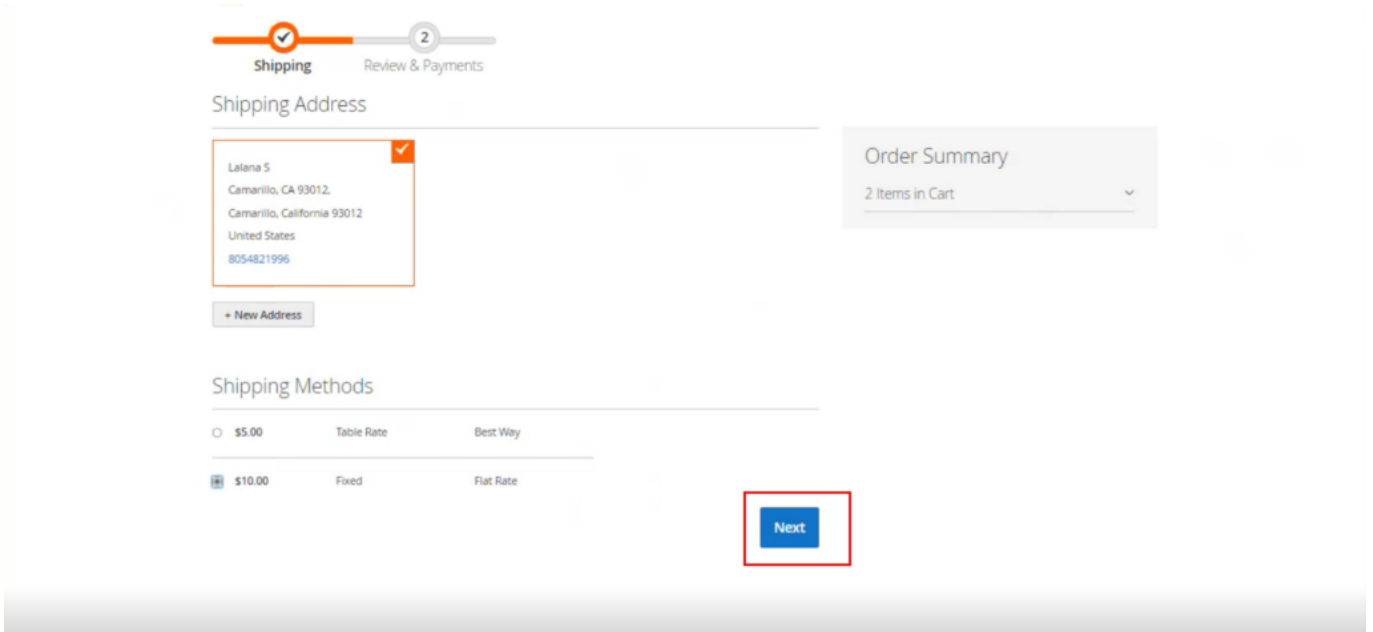 2
Shipping
Review & Payments
Shipping Address
Lalana S
Camarillo, CA 93012,
Camarillo, California 93012
United States
8054821996
+ New Address
Order Summary
2 Items in Cart
Shipping Methods
$5.00 Table Rate Best Way
$10.00 Fixed Flat Rate
Next